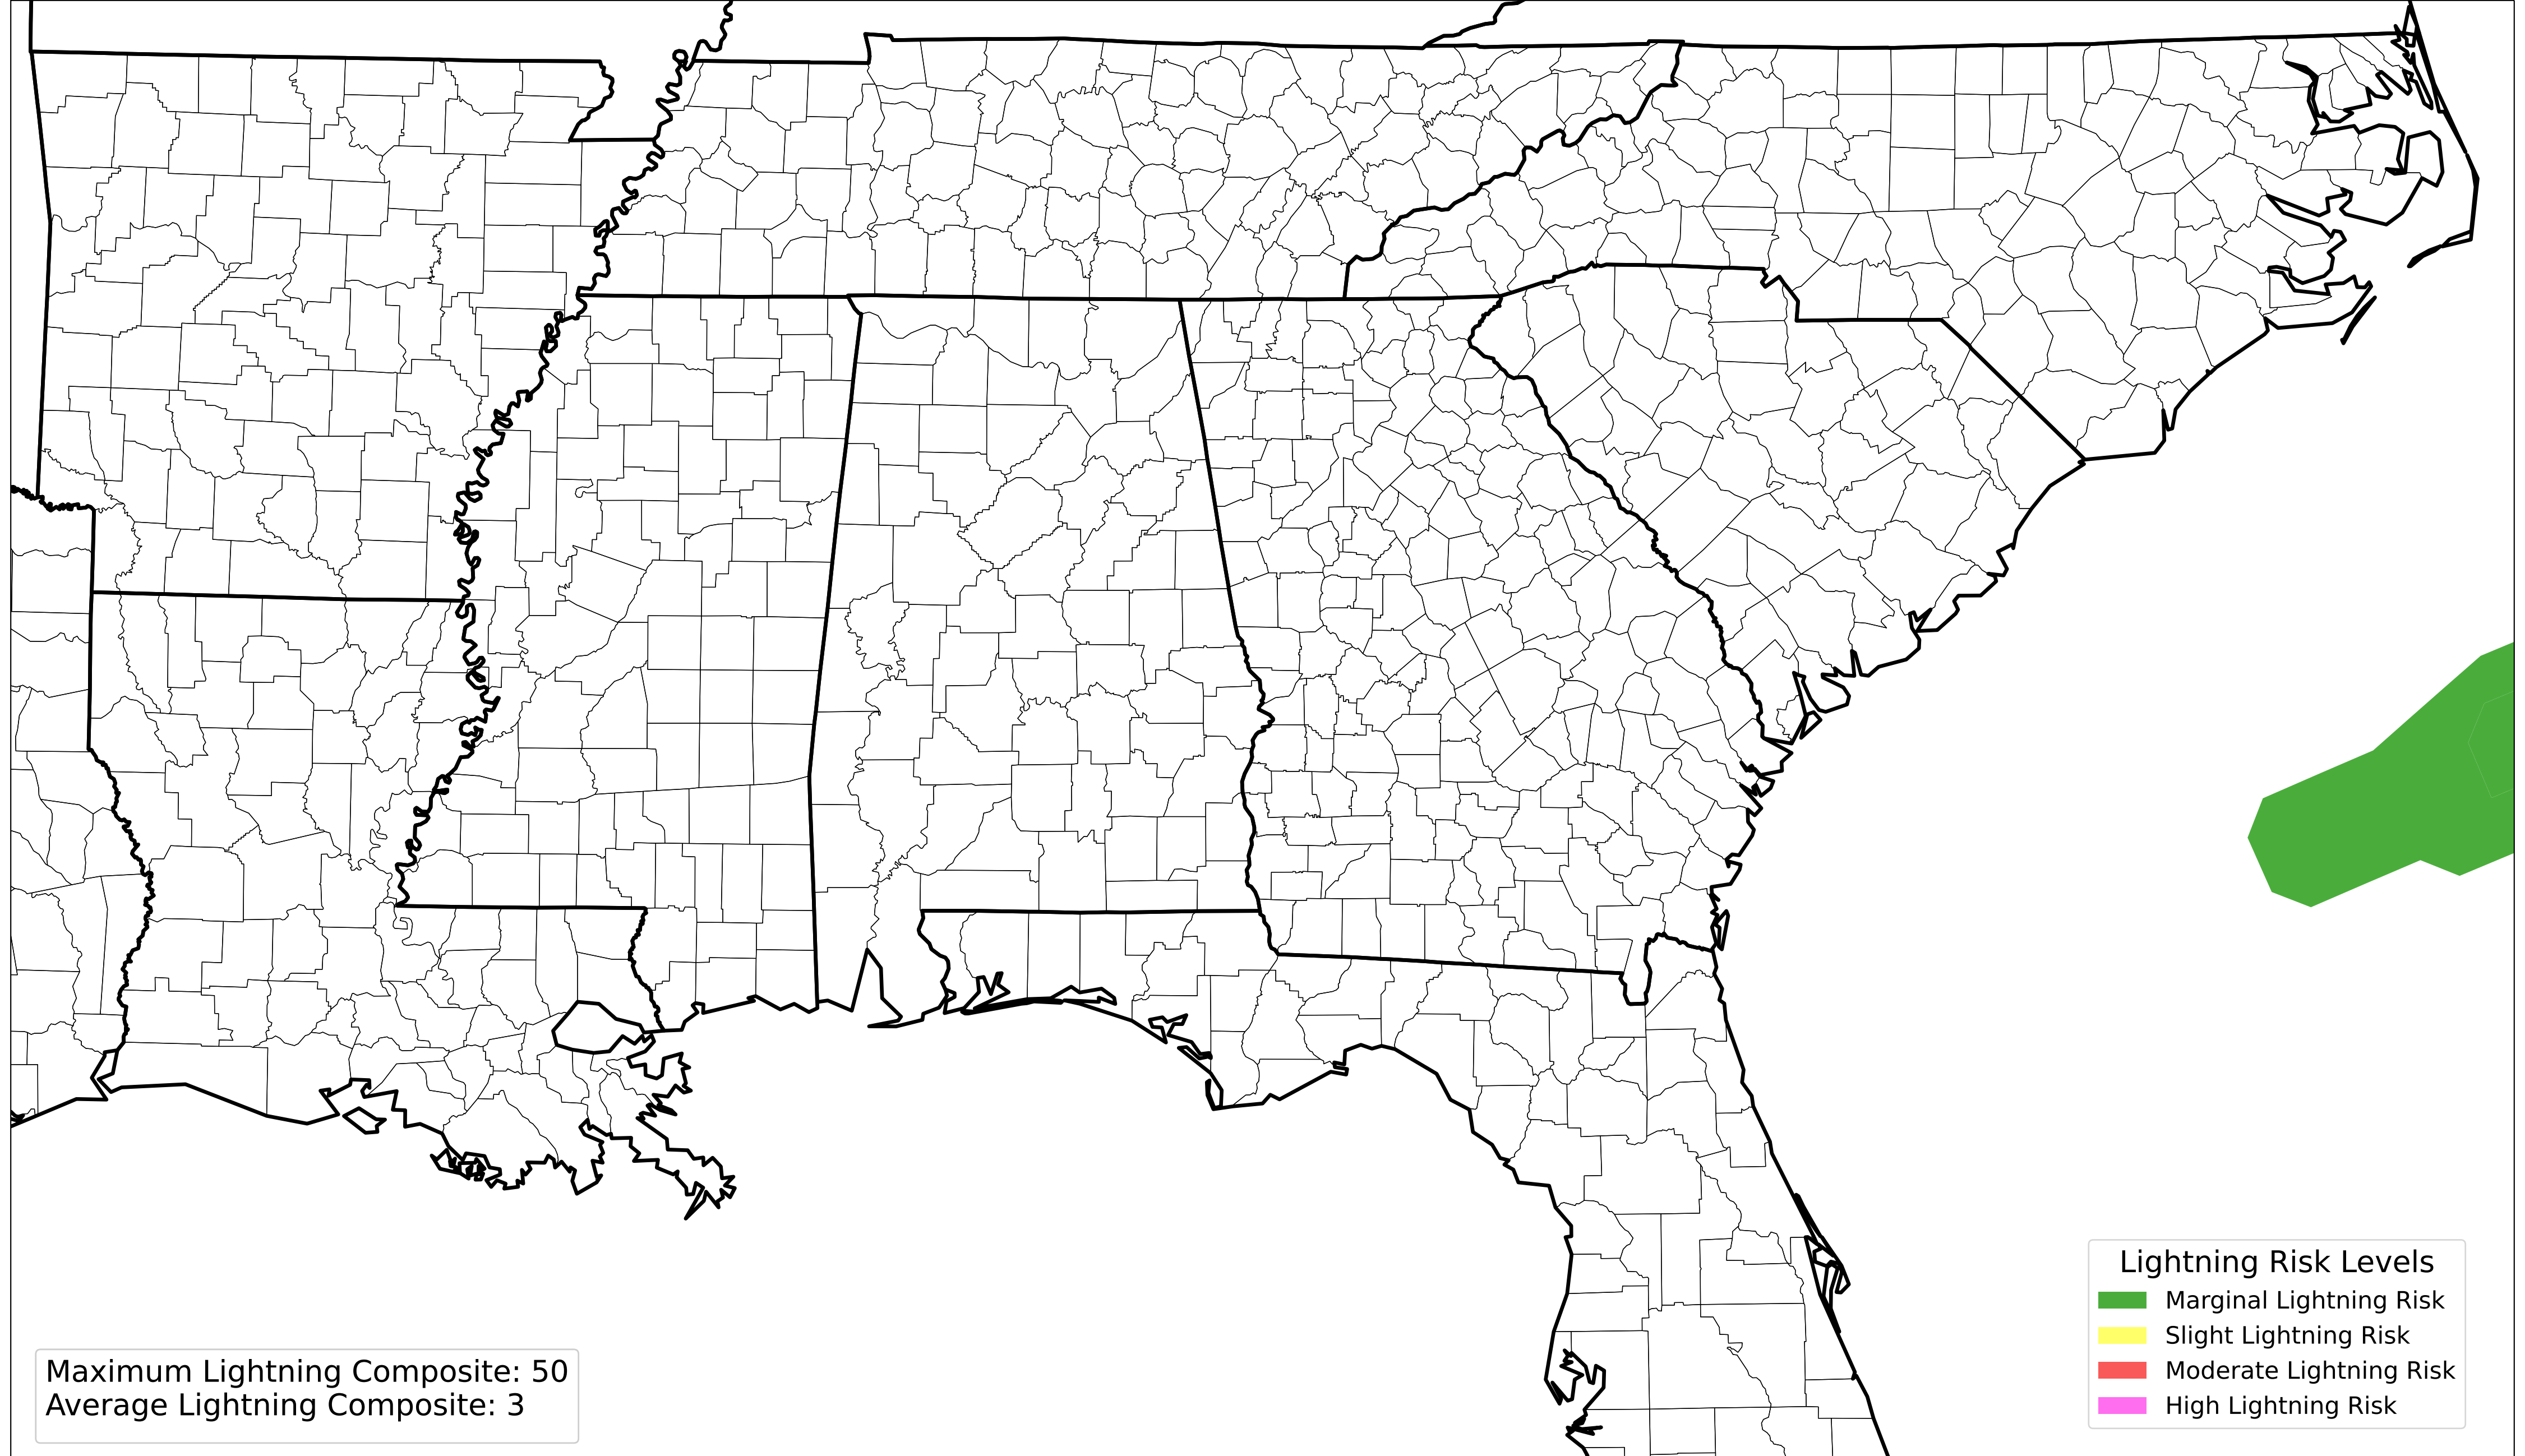 Maximum Lightning Composite: 50
Average Lightning Composite: 3
Lightning Risk Levels
Marginal Lightning Risk
Slight Lightning Risk
Moderate Lightning Risk
High Lightning Risk